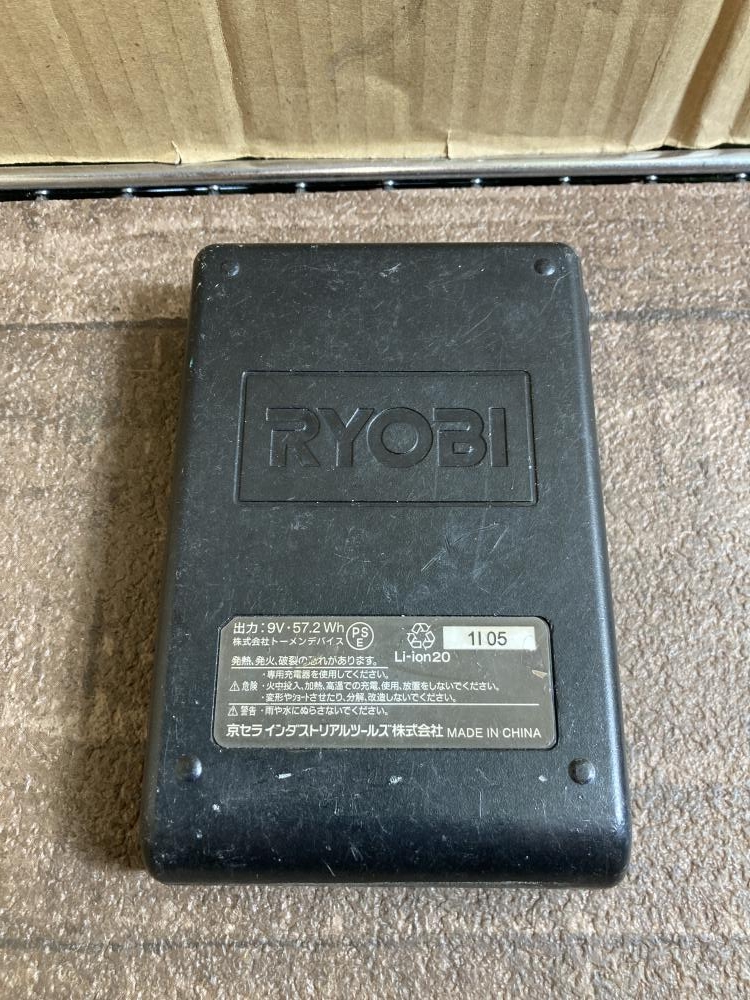 RYOBI
出力：9V・57.2 Wh
株式会社トーメンデバイス
PS
E
Li-ion20
1I 05
発熱、発火、破裂の恐れがあります。
・専用充電器を使用してください。
⚠危険・火中投入、加熱、高温での充電、使用、放置をしないでください。
・変形やショートさせたり、分解、改造しないでください。
⚠警告・雨や水にぬらさないでください。
京セラ インダストリアルツールズ株式会社 MADE IN CHINA